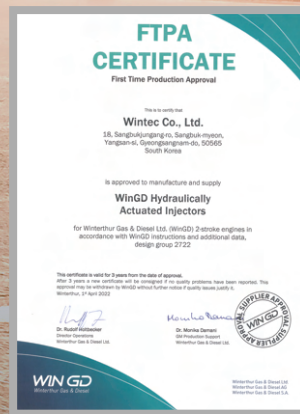 FTPA
CERTIFICATE
First Time Production Approval
This is to certify that
Wintec Co., Ltd.
18, Sangbukjungang-ro, Sangbuk-myeon,
Yangsan-si, Gyeongsangnam-do, 50565
South Korea
Is approved to manufacture and supply
WinGD Hydraulically
Actuated Injectors
for Winterthur Gas & Diesel Ltd. (WinGD) 2-stroke engines in
accordance with WinGD instructions and additional data,
design group 2722
This certificate is valid for 3 years from the date of approval.
After 3 years a new certificate will be consigned if no quality problems have been reported. This
approval may be withdrawn by WinGD without further notice if quality issues justify it.
Winterthur, 1st April 2022
Dr. Rudolf Holtbecker
Director Operations
Winterthur Gas & Diesel Ltd.
Dr. Monika Damani
GM Production Support
Winterthur Gas & Diesel Ltd.
SUPPLIER APPROVAL
WIN GD
SUPPLIER APPROVAL
WIN GD
Winterthur Gas & Diesel
Winterthur Gas & Diesel Ltd.
Winterthur Gas & Diesel AG
Winterthur Gas & Diesel S.A.